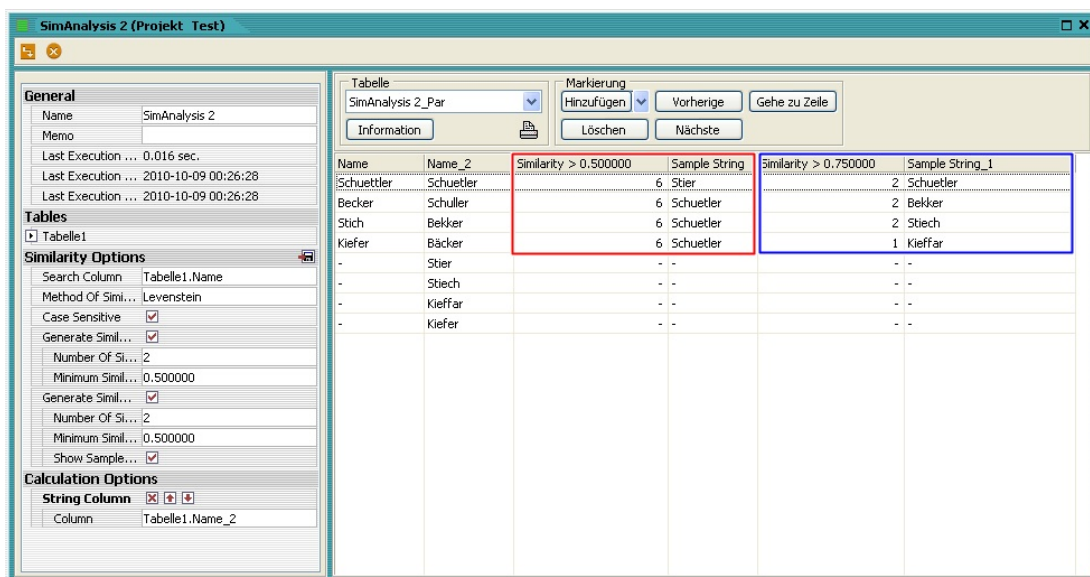 SimAnalysis 2 (Projekt Test)
General
Name SimAnalysis 2
Memo
Last Execution ... 0.016 sec.
Last Execution ... 2010-10-09 00:26:28
Last Execution ... 2010-10-09 00:26:28
Tables
Tabelle1
Similarity Options
Search Column Tabelle1.Name
Method Of Simi... Levenstein
Case Sensitive
Generate Simil...
Number Of Si... 2
Minimum Simil... 0.500000
Generate Simil...
Number Of Si... 2
Minimum Simil... 0.500000
Show Sample...
Calculation Options
String Column
Column Tabelle1.Name_2
Tabelle
SimAnalysis 2_Par
Information
Markierung
Hinzufügen Vorherige Gehe zu Zeile
Löschen Nächste
Name Name_2 Similarity > 0.500000 Sample String Similarity > 0.750000 Sample String_1
Schuettler Schuetler 6 Stier 2 Schuetler
Becker Schuller 6 Schuetler 2 Bekker
Stich Bekker 6 Schuetler 2 Stiech
Kiefer Bäcker 6 Schuetler 1 Kieffar
- Stier - - - -
- Stiech - - - -
- Kieffar - - - -
- Kiefer - - - -